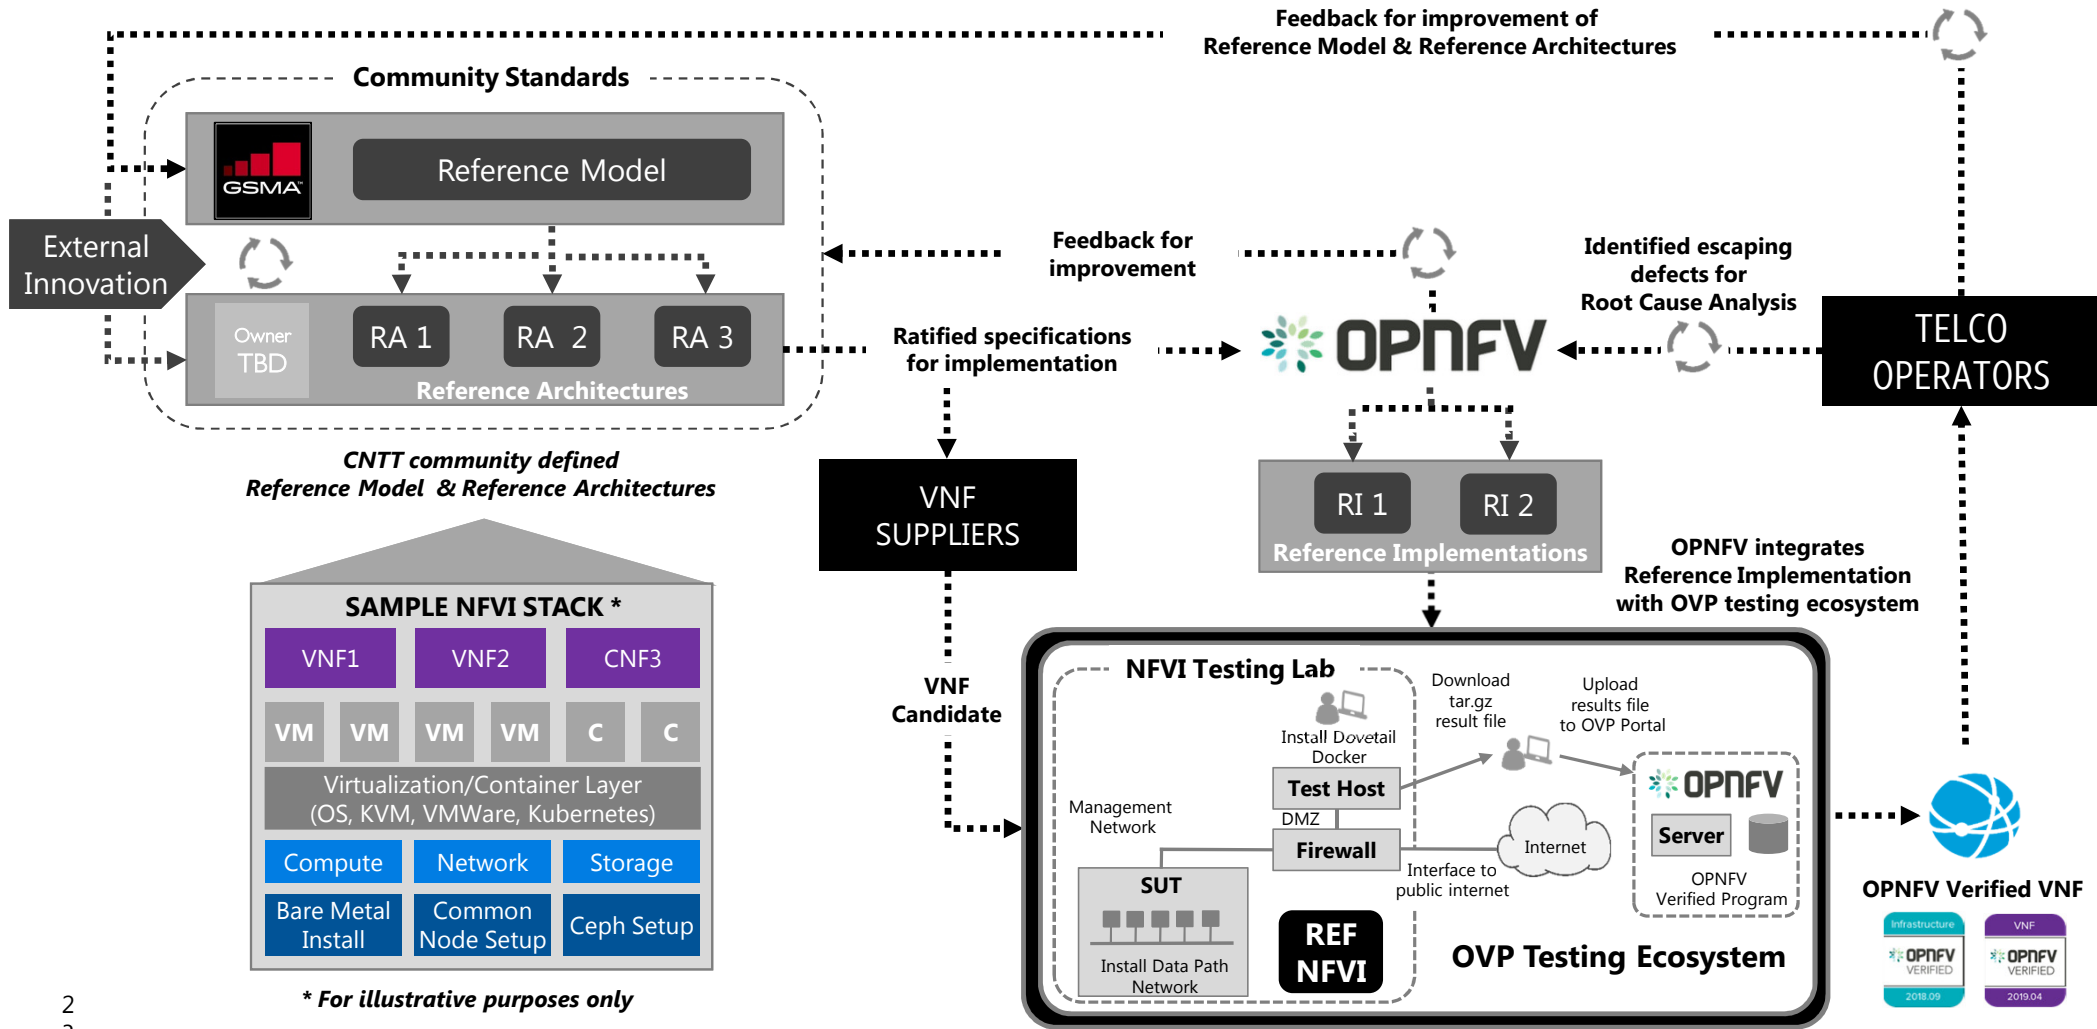 Feedback for improvement of
Reference Model & Reference Architectures
Community Standards
GSMA™
Reference Model
External
Innovation
Owner
TBD
RA 1
RA 2
RA 3
Reference Architectures
Feedback for
improvement
Ratified specifications
for implementation
OPNFV
Identified escaping
defects for
Root Cause Analysis
TELCO
OPERATORS
CNTT community defined
Reference Model & Reference Architectures
VNF
SUPPLIERS
RI 1
RI 2
Reference Implementations
OPNFV integrates
Reference Implementation
with OVP testing ecosystem
SAMPLE NFVI STACK *
VNF1
VNF2
CNF3
VM
VM
VM
VM
C
C
Virtualization/Container Layer
(OS, KVM, VMWare, Kubernetes)
Compute
Network
Storage
Bare Metal
Install
Common
Node Setup
Ceph Setup
* For illustrative purposes only
VNF
Candidate
NFVI Testing Lab
Install Dovetail
Docker
Test Host
DMZ
Firewall
Management
Network
SUT
Install Data Path
Network
REF
NFVI
Download
tar.gz
result file
Upload
results file
to OVP Portal
Internet
Interface to
public internet
OPNFV
Server
OPNFV
Verified Program
OVP Testing Ecosystem
OPNFV Verified VNF
Infrastructure
OPNFV
VERIFIED
2018.09
VNF
OPNFV
VERIFIED
2019.04
2